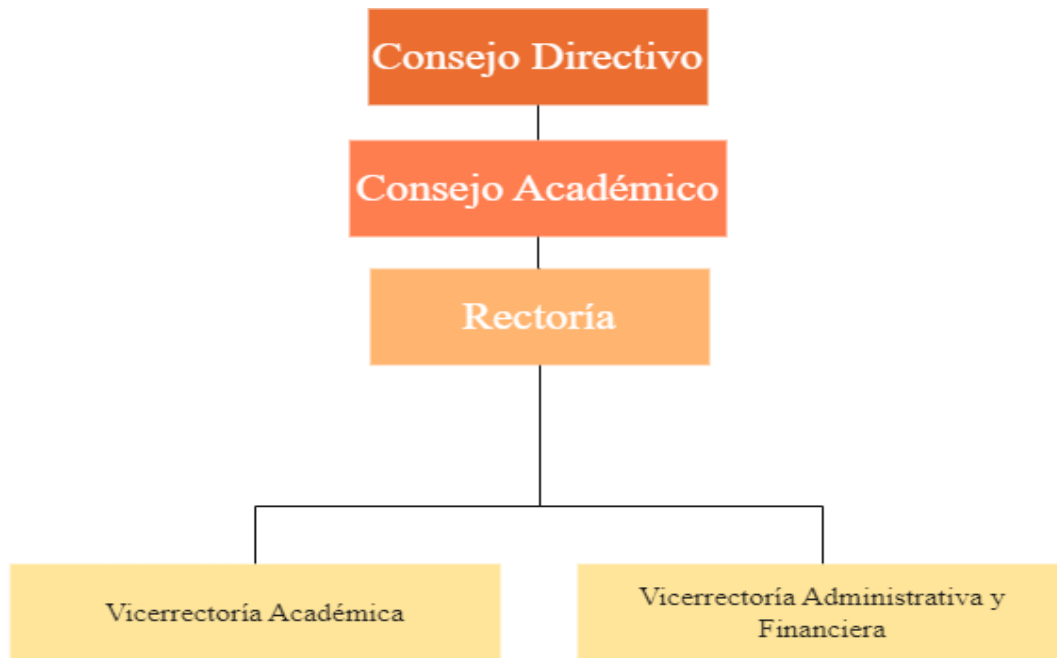 Consejo Directivo
Consejo Académico
Rectoría
Vicerrectoría Académica
Vicerrectoría Administrativa y
Financiera